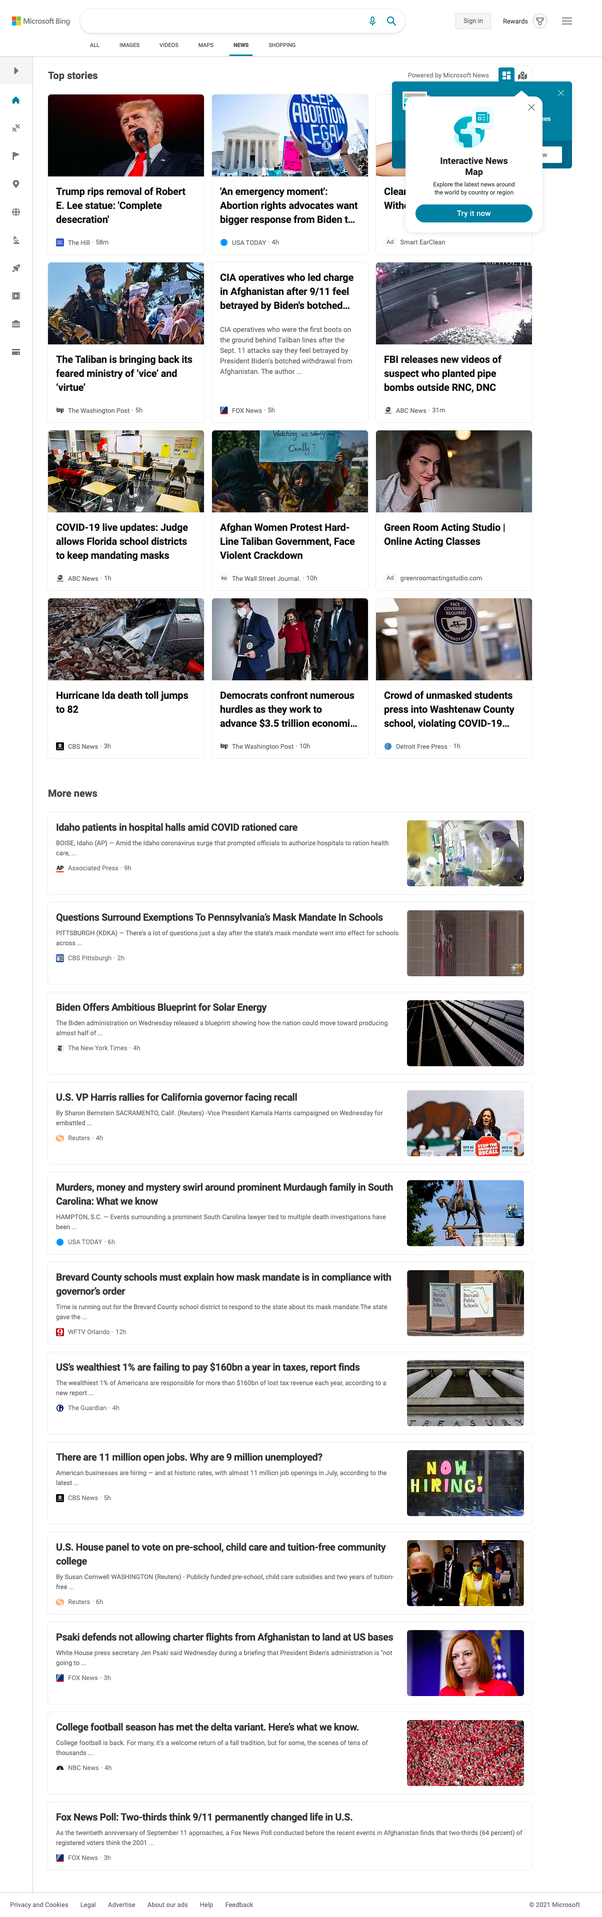 Microsoft Bing
Sign in
Rewards
ALL
IMAGES
VIDEOS
MAPS
NEWS
SHOPPING
Top stories
Powered by Microsoft News
Interactive News
Map
Explore the latest news around
the world by country or region
Try it now
KEEP
ABORTION
LEGAL
Trump rips removal of Robert
E. Lee statue: 'Complete
desecration'
The Hill · 58m
'An emergency moment':
Abortion rights advocates want
bigger response from Biden t...
USA TODAY · 4h
Clear
Witho
Ad Smart EarClean
The Taliban is bringing back its
feared ministry of ‘vice’ and
‘virtue’
The Washington Post · 5h
CIA operatives who led charge
in Afghanistan after 9/11 feel
betrayed by Biden's botched...
CIA operatives who were the first boots on
the ground behind Taliban lines after the
Sept. 11 attacks say they feel betrayed by
President Biden's botched withdrawal from
Afghanistan. The author ...
FOX News · 5h
FBI releases new videos of
suspect who planted pipe
bombs outside RNC, DNC
ABC News · 31m
COVID-19 live updates: Judge
allows Florida school districts
to keep mandating masks
ABC News · 1h
Afghan Women Protest Hard-
Line Taliban Government, Face
Violent Crackdown
The Wall Street Journal. · 10h
Green Room Acting Studio |
Online Acting Classes
Ad greenroomactingstudio.com
FACE
COVERINGS
REQUIRED
Hurricane Ida death toll jumps
to 82
CBS News · 3h
Democrats confront numerous
hurdles as they work to
advance $3.5 trillion economi...
The Washington Post · 10h
Crowd of unmasked students
press into Washtenaw County
school, violating COVID-19...
Detroit Free Press · 1h
More news
Idaho patients in hospital halls amid COVID rationed care
BOISE, Idaho (AP) — Amid the Idaho coronavirus surge that prompted officials to authorize hospitals to ration health
care, ...
AP Associated Press · 9h
Questions Surround Exemptions To Pennsylvania’s Mask Mandate In Schools
PITTSBURGH (KDKA) — There's a lot of questions just a day after the state's mask mandate went into effect for schools
across ...
CBS Pittsburgh · 2h
Biden Offers Ambitious Blueprint for Solar Energy
The Biden administration on Wednesday released a blueprint showing how the nation could move toward producing
almost half of ...
The New York Times · 4h
U.S. VP Harris rallies for California governor facing recall
By Sharon Bernstein SACRAMENTO, Calif. (Reuters) -Vice President Kamala Harris campaigned on Wednesday for
embattled ...
Reuters · 4h
STOP THE
RECALL
Murders, money and mystery swirl around prominent Murdaugh family in South
Carolina: What we know
HAMPTON, S.C. — Events surrounding a prominent South Carolina lawyer tied to multiple death investigations have
been ...
USA TODAY · 6h
Brevard County schools must explain how mask mandate is in compliance with
governor’s order
Time is running out for the Brevard County school district to respond to the state about its mask mandate.The state
gave the ...
WFTV Orlando · 12h
Brevard
Public
Schools
Brevard
Public
Schools
US’s wealthiest 1% are failing to pay $160bn a year in taxes, report finds
The wealthiest 1% of Americans are responsible for more than $160bn of lost tax revenue each year, according to a
new report ...
The Guardian · 4h
TREASURY
There are 11 million open jobs. Why are 9 million unemployed?
American businesses are hiring — and at historic rates, with almost 11 million job openings in July, according to the
latest ...
CBS News · 5h
NOW
HIRING!
U.S. House panel to vote on pre-school, child care and tuition-free community
college
By Susan Cornwell WASHINGTON (Reuters) - Publicly funded pre-school, child care subsidies and two years of tuition-
free ...
Reuters · 6h
Psaki defends not allowing charter flights from Afghanistan to land at US bases
White House press secretary Jen Psaki said Wednesday during a briefing that President Biden's administration is "not
going to ...
FOX News · 3h
College football season has met the delta variant. Here’s what we know.
College football is back. For many, it's a welcome return of a fall tradition, but for some, the scenes of tens of
thousands ...
NBC News · 4h
Fox News Poll: Two-thirds think 9/11 permanently changed life in U.S.
As the twentieth anniversary of September 11 approaches, a Fox News Poll conducted before the recent events in Afghanistan finds that two-thirds (64 percent) of
registered voters think the 2001 ...
FOX News · 3h
Privacy and Cookies
Legal
Advertise
About our ads
Help
Feedback
© 2021 Microsoft